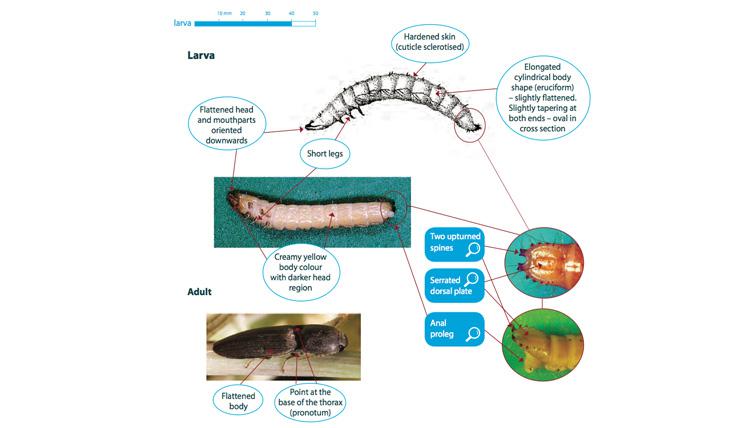 larva
10 mm 20 30 40 50
Larva
Hardened skin
(cuticle sclerotised)
Elongated
cylindrical body
shape (eruciform)
– slightly flattened.
Slightly tapering at
both ends – oval in
cross section
Flattened head
and mouthparts
oriented
downwards
Short legs
Creamy yellow
body colour
with darker head
region
Two upturned
spines
Serrated
dorsal plate
Anal
proleg
Adult
Flattened
body
Point at the
base of the thorax
(pronotum)